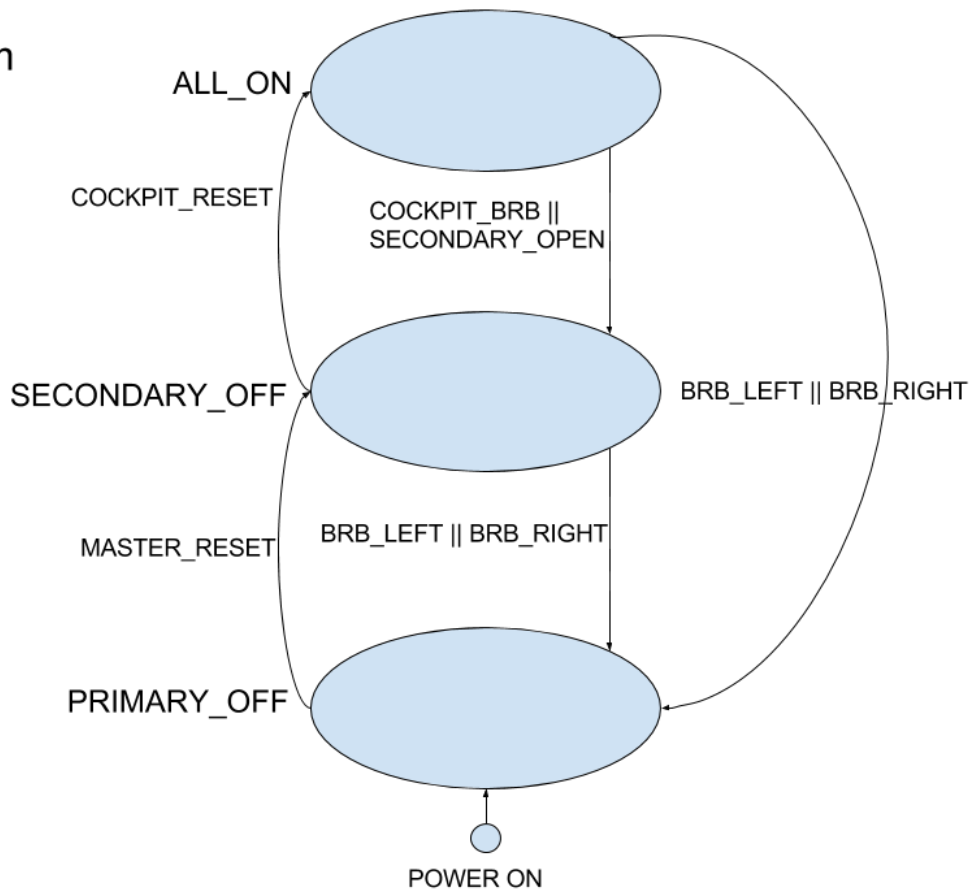 ALL_ON
COCKPIT_RESET
COCKPIT_BRB ||
SECONDARY_OPEN
SECONDARY_OFF
BRB_LEFT || BRB_RIGHT
BRB_LEFT || BRB_RIGHT
MASTER_RESET
PRIMARY_OFF
POWER ON